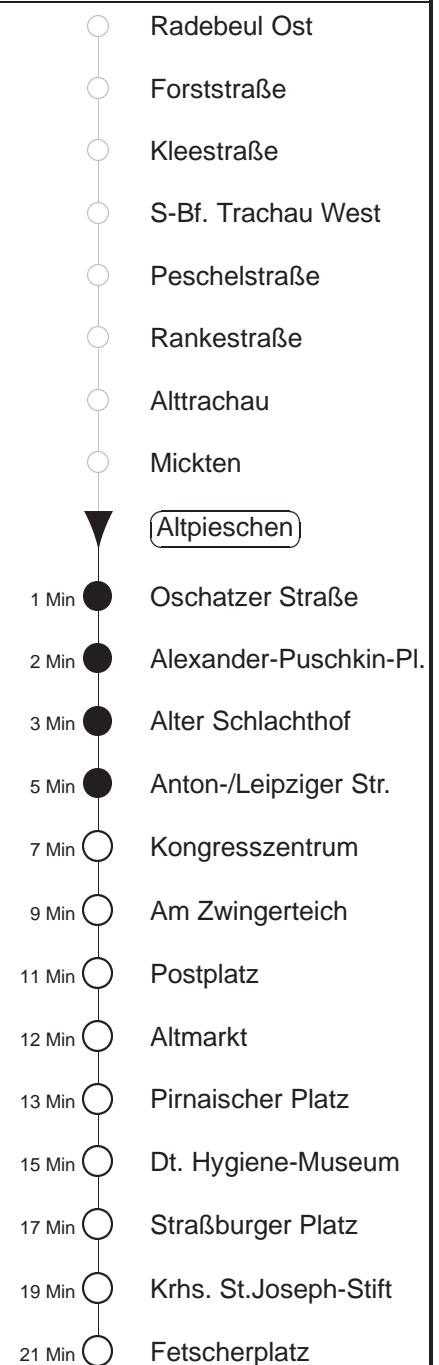 Radebeul Ost
Forststraße
Kleestraße
S-Bf. Trachau West
Peschelstraße
Rankestraße
Alttrachau
Mickten
Altpieschen
1 Min Oschatzer Straße
2 Min Alexander-Puschkin-Pl.
3 Min Alter Schlachthof
5 Min Anton-/Leipziger Str.
7 Min Kongresszentrum
9 Min Am Zwingerteich
11 Min Postplatz
12 Min Altmarkt
13 Min Pirnaischer Platz
15 Min Dt. Hygiene-Museum
17 Min Straßburger Platz
19 Min Krhs. St.Joseph-Stift
21 Min Fetscherplatz